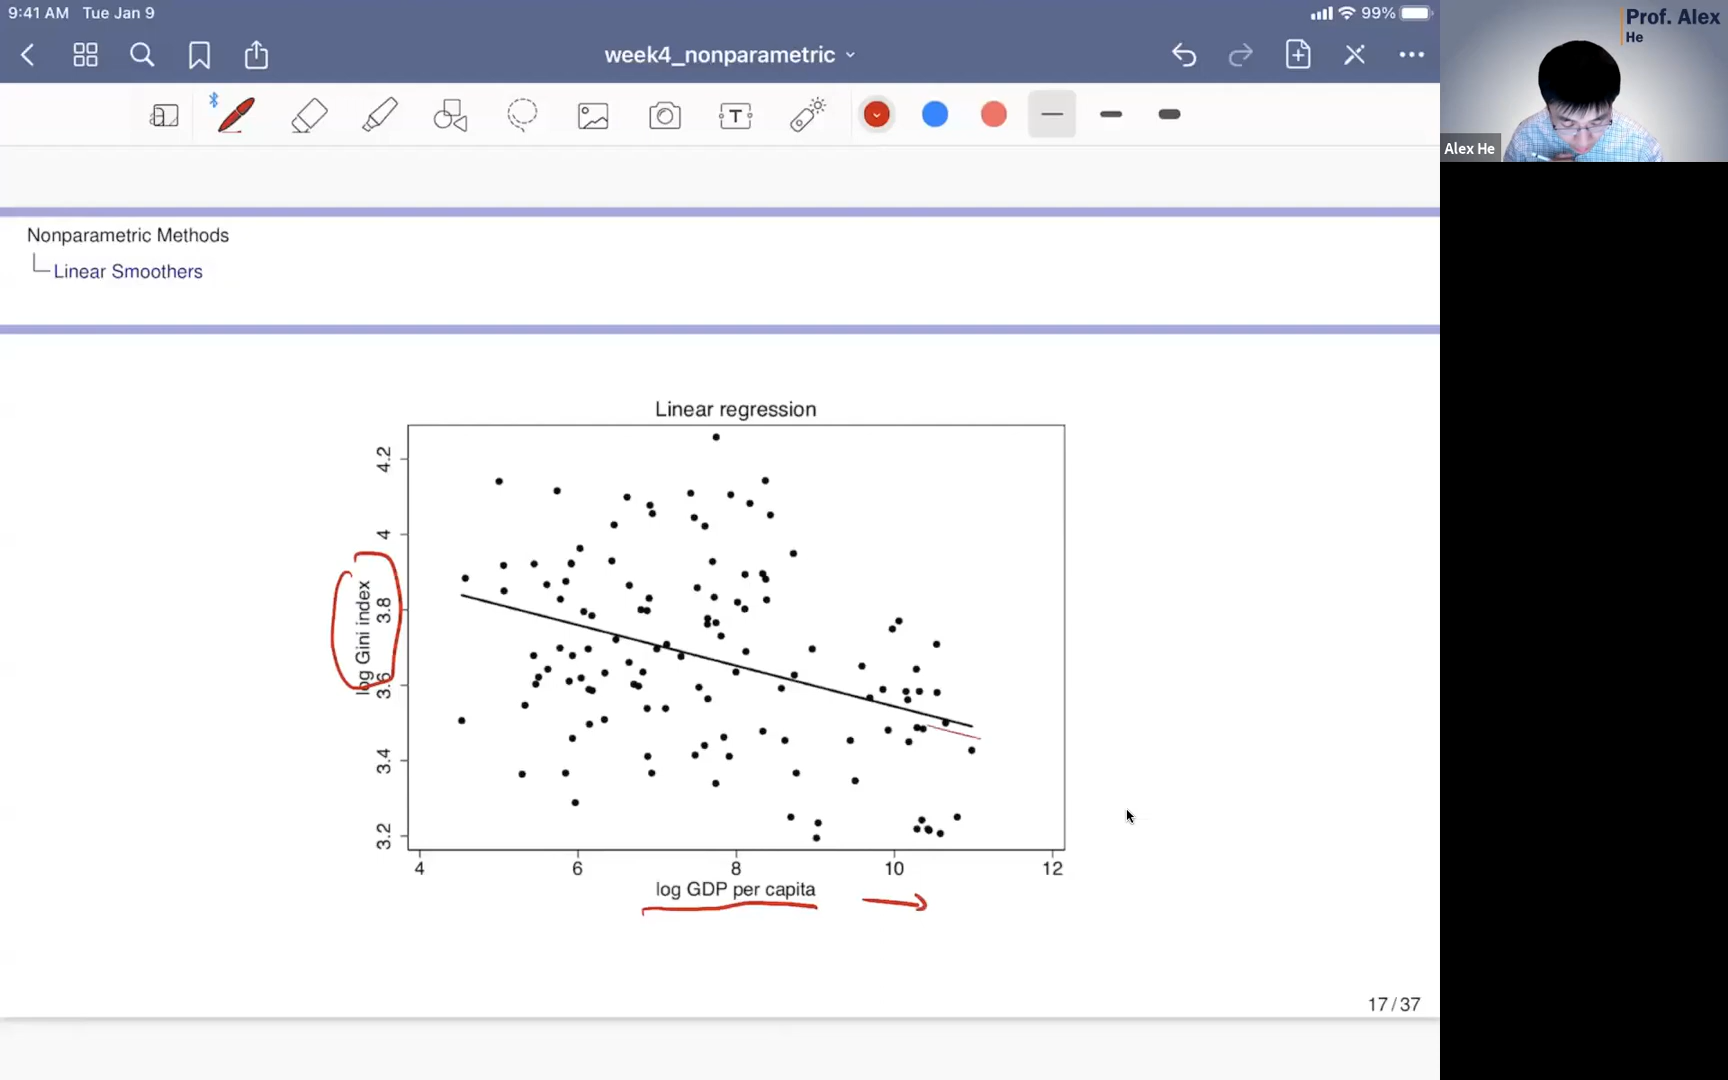 9:41 AM Tue Jan 9
99%
week4_nonparametric
T
Prof. Alex
He
Alex He
Nonparametric Methods
Linear Smoothers
Linear regression
log Gini index
4.2
4
3.8
3.6
3.4
3.2
4 6 8 10 12
log GDP per capita
17/37